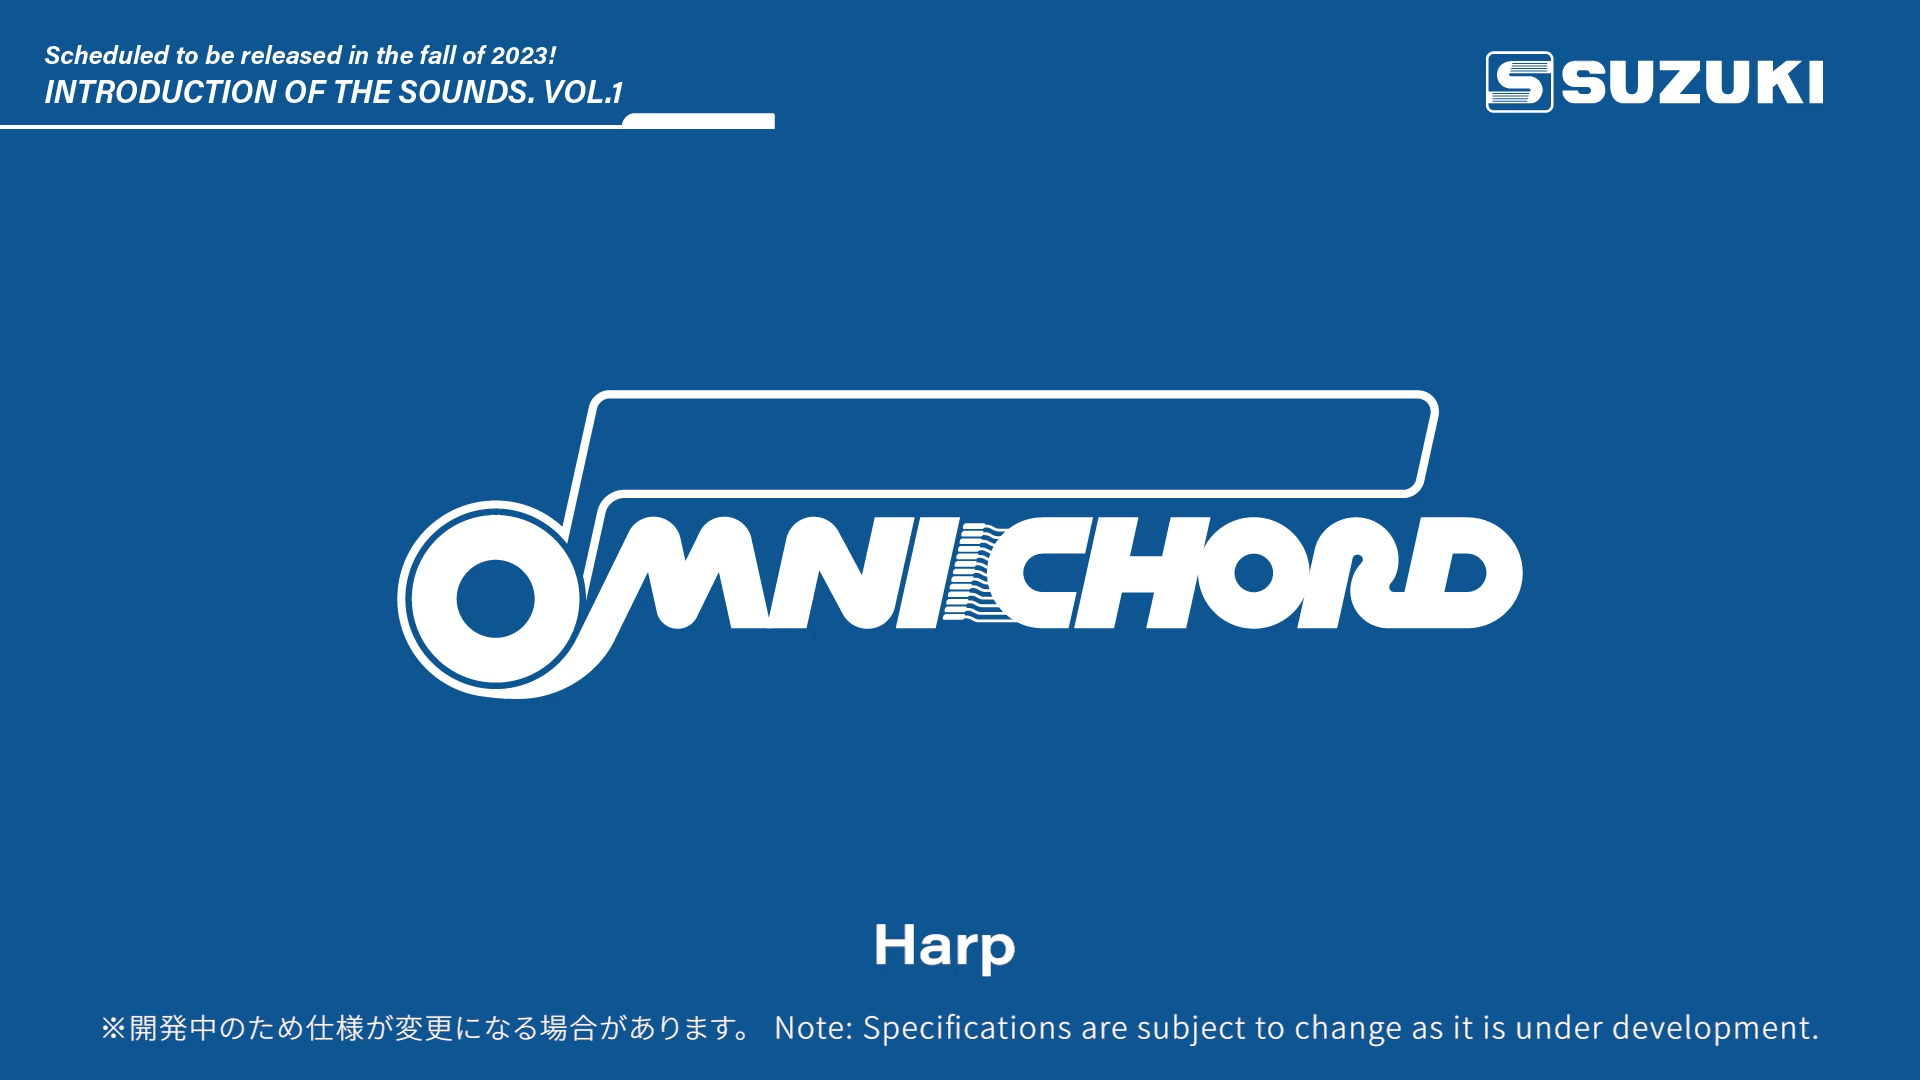 Scheduled to be released in the fall of 2023!
INTRODUCTION OF THE SOUNDS. VOL.1
SUZUKI
OMNICHORD
Harp
※開発中のため仕様が変更になる場合があります。 Note: Specifications are subject to change as it is under development.